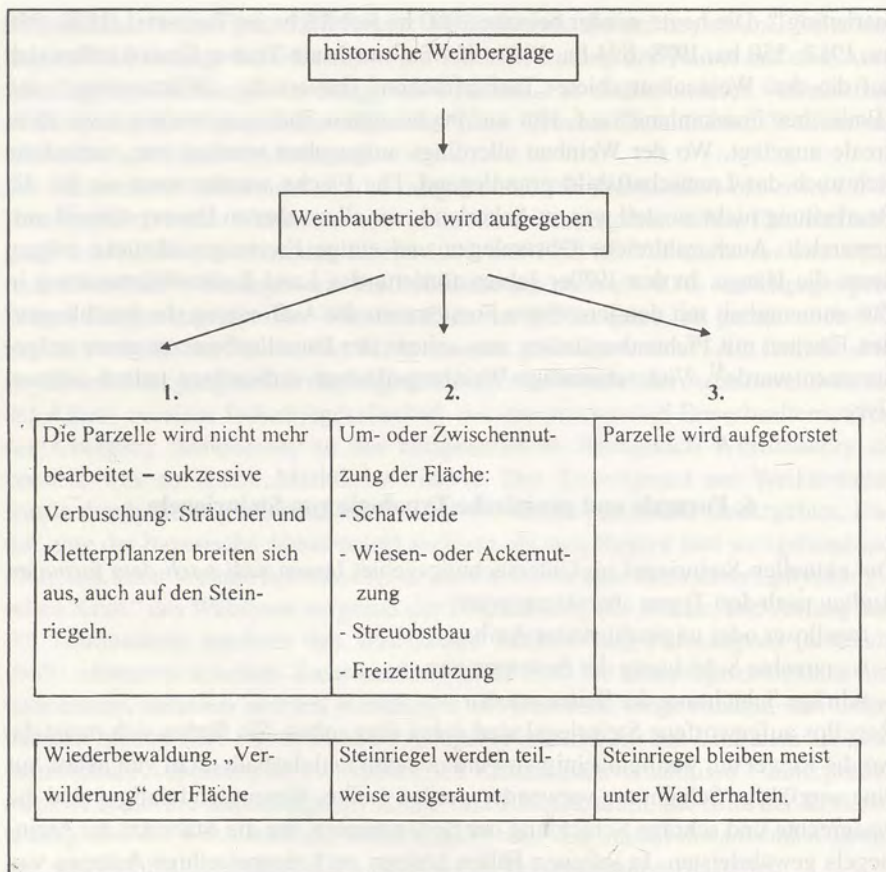 historische Weinberglage
Weinbaubetrieb wird aufgegeben
1.
2.
3.
Die Parzelle wird nicht mehr
bearbeitet – sukzessive
Verbuschung: Sträucher und
Kletterpflanzen breiten sich
aus, auch auf den Stein-
riegeln.
Um- oder Zwischennut-
zung der Fläche:
- Schafweide
- Wiesen- oder Ackernut-
zung
- Streuobstbau
- Freizeitnutzung
Parzelle wird aufgeforstet
Wiederbewaldung, „Ver-
wilderung“ der Fläche
Steinriegel werden teil-
weise ausgeräumt.
Steinriegel bleiben meist
unter Wald erhalten.